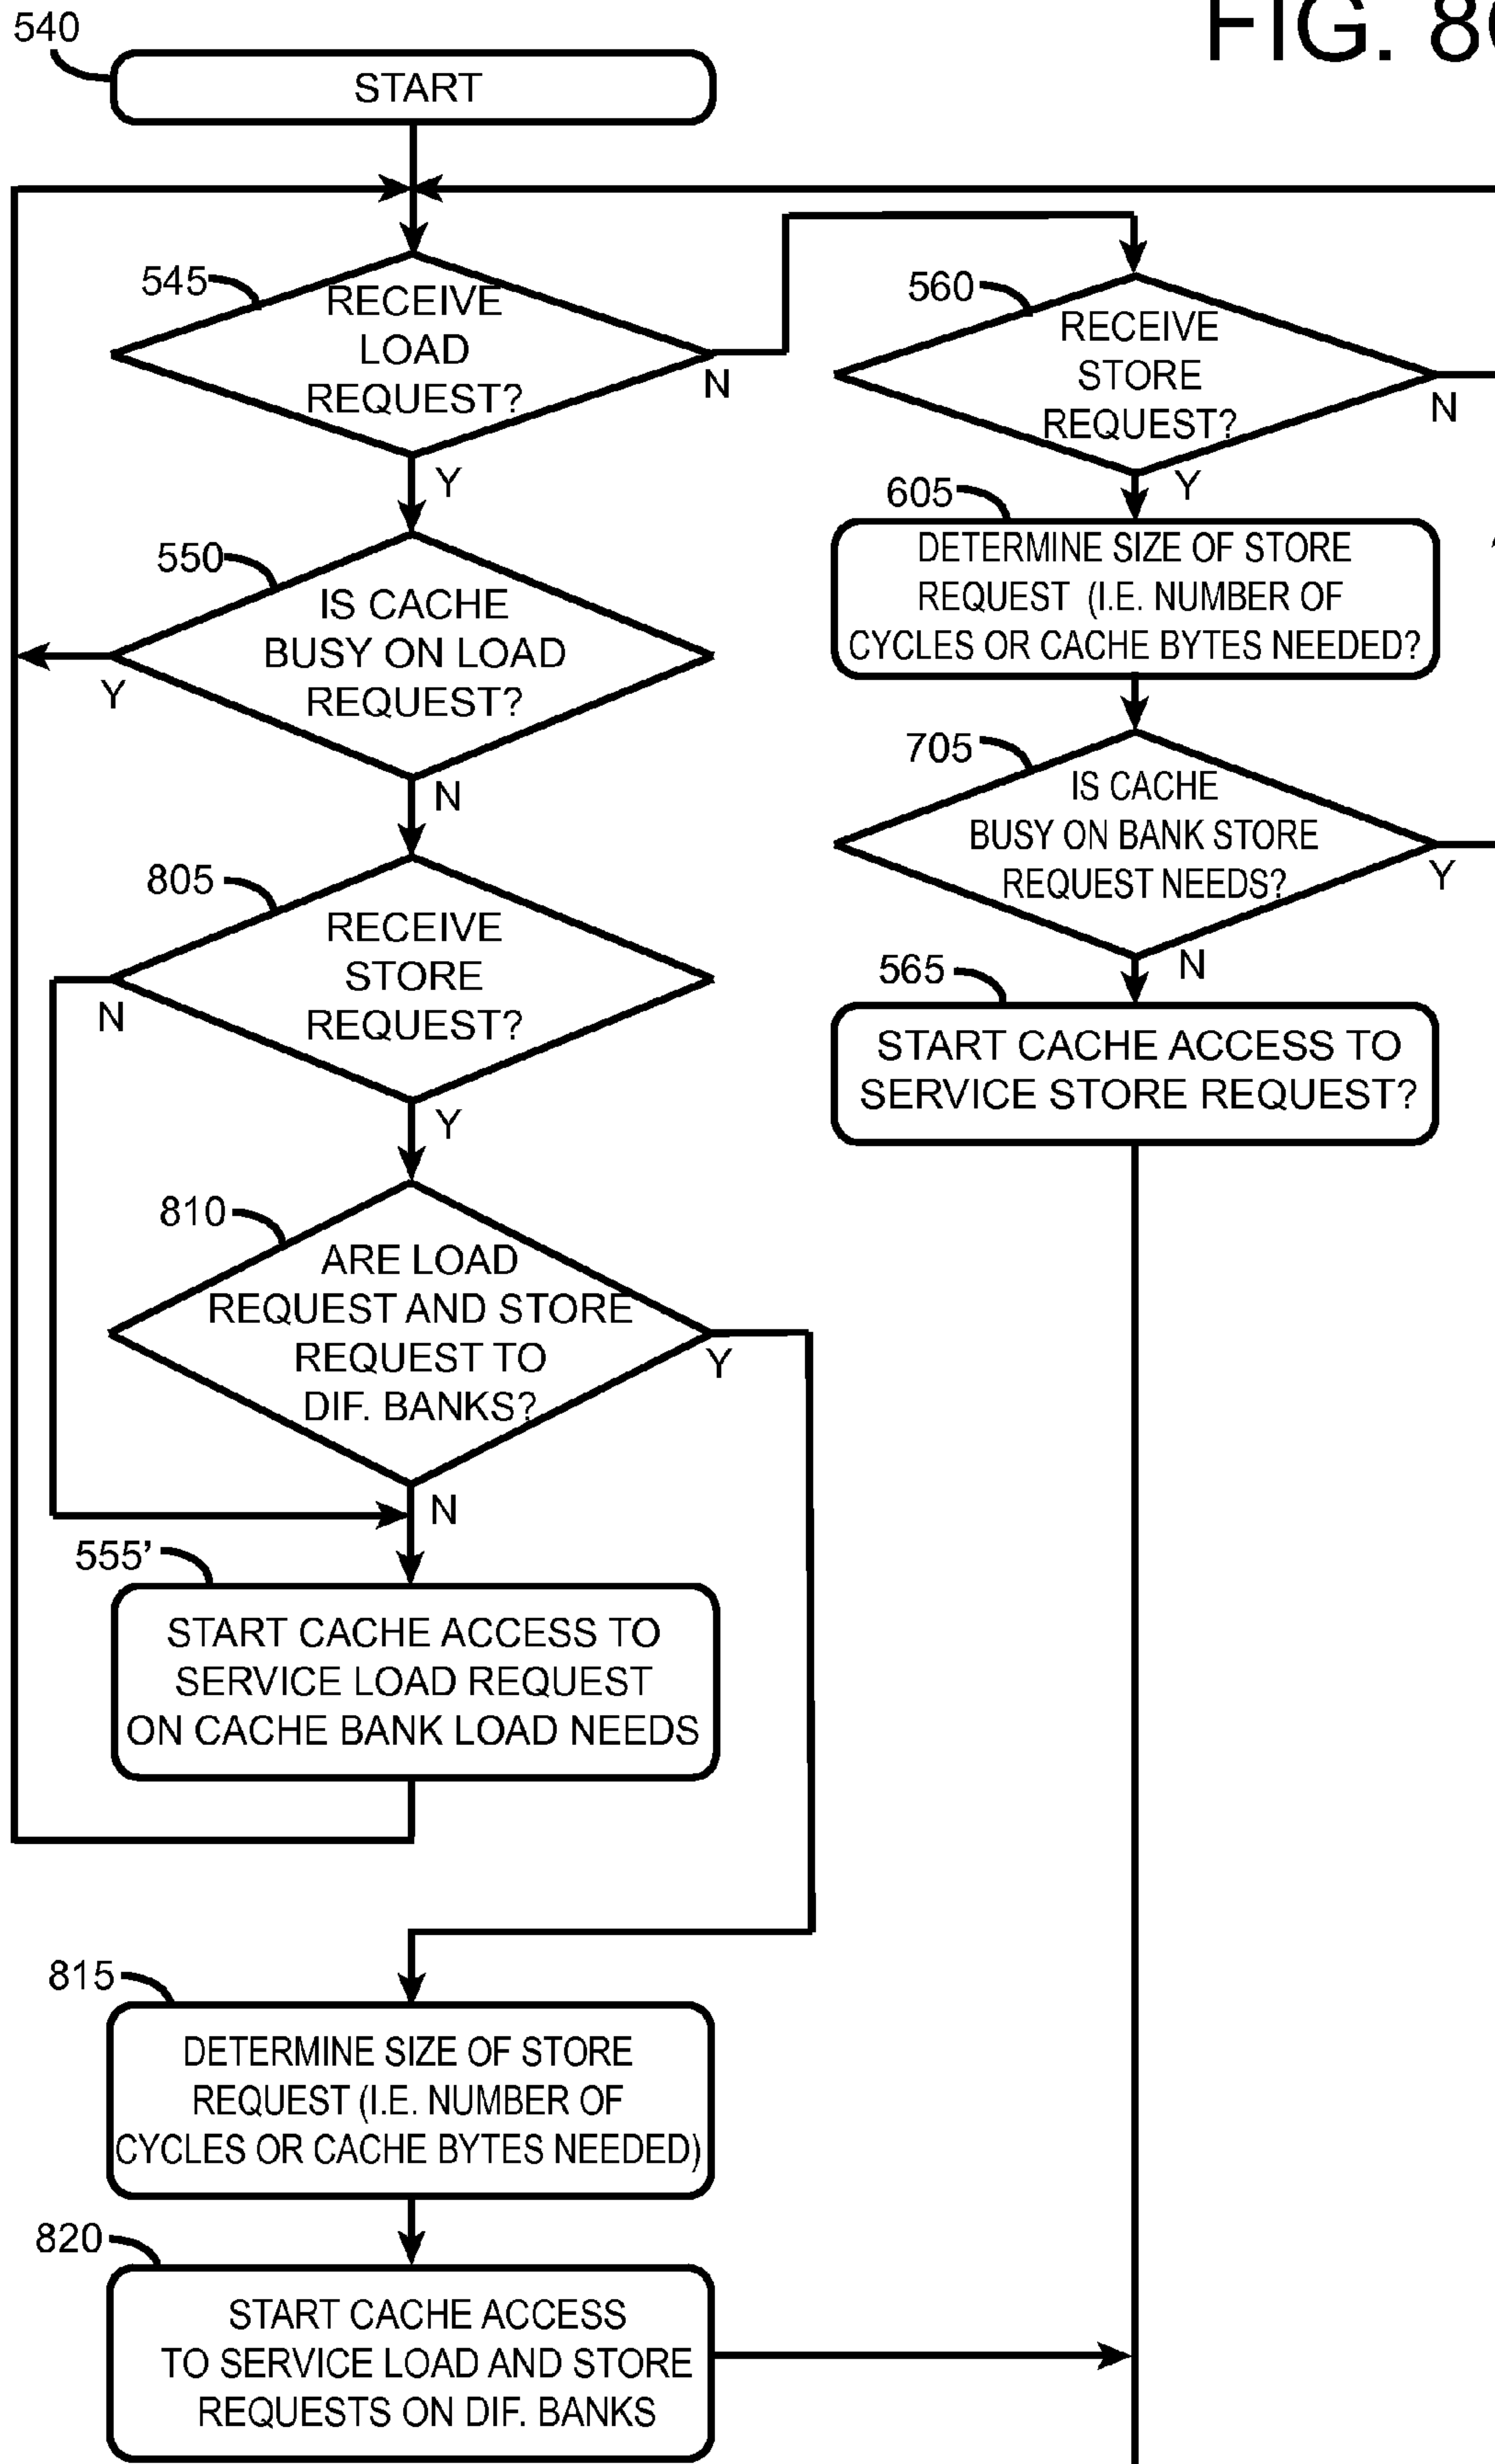 FIG. 8
540
START
545
RECEIVE
LOAD
REQUEST?
N
Y
560
RECEIVE
STORE
REQUEST?
N
Y
550
IS CACHE
BUSY ON LOAD
REQUEST?
Y
N
605
DETERMINE SIZE OF STORE
REQUEST (I.E. NUMBER OF
CYCLES OR CACHE BYTES NEEDED?
705
IS CACHE
BUSY ON BANK STORE
REQUEST NEEDS?
Y
N
805
RECEIVE
STORE
REQUEST?
N
Y
565
START CACHE ACCESS TO
SERVICE STORE REQUEST?
810
ARE LOAD
REQUEST AND STORE
REQUEST TO
DIF. BANKS?
Y
N
555’
START CACHE ACCESS TO
SERVICE LOAD REQUEST
ON CACHE BANK LOAD NEEDS
815
DETERMINE SIZE OF STORE
REQUEST (I.E. NUMBER OF
CYCLES OR CACHE BYTES NEEDED)
820
START CACHE ACCESS
TO SERVICE LOAD AND STORE
REQUESTS ON DIF. BANKS